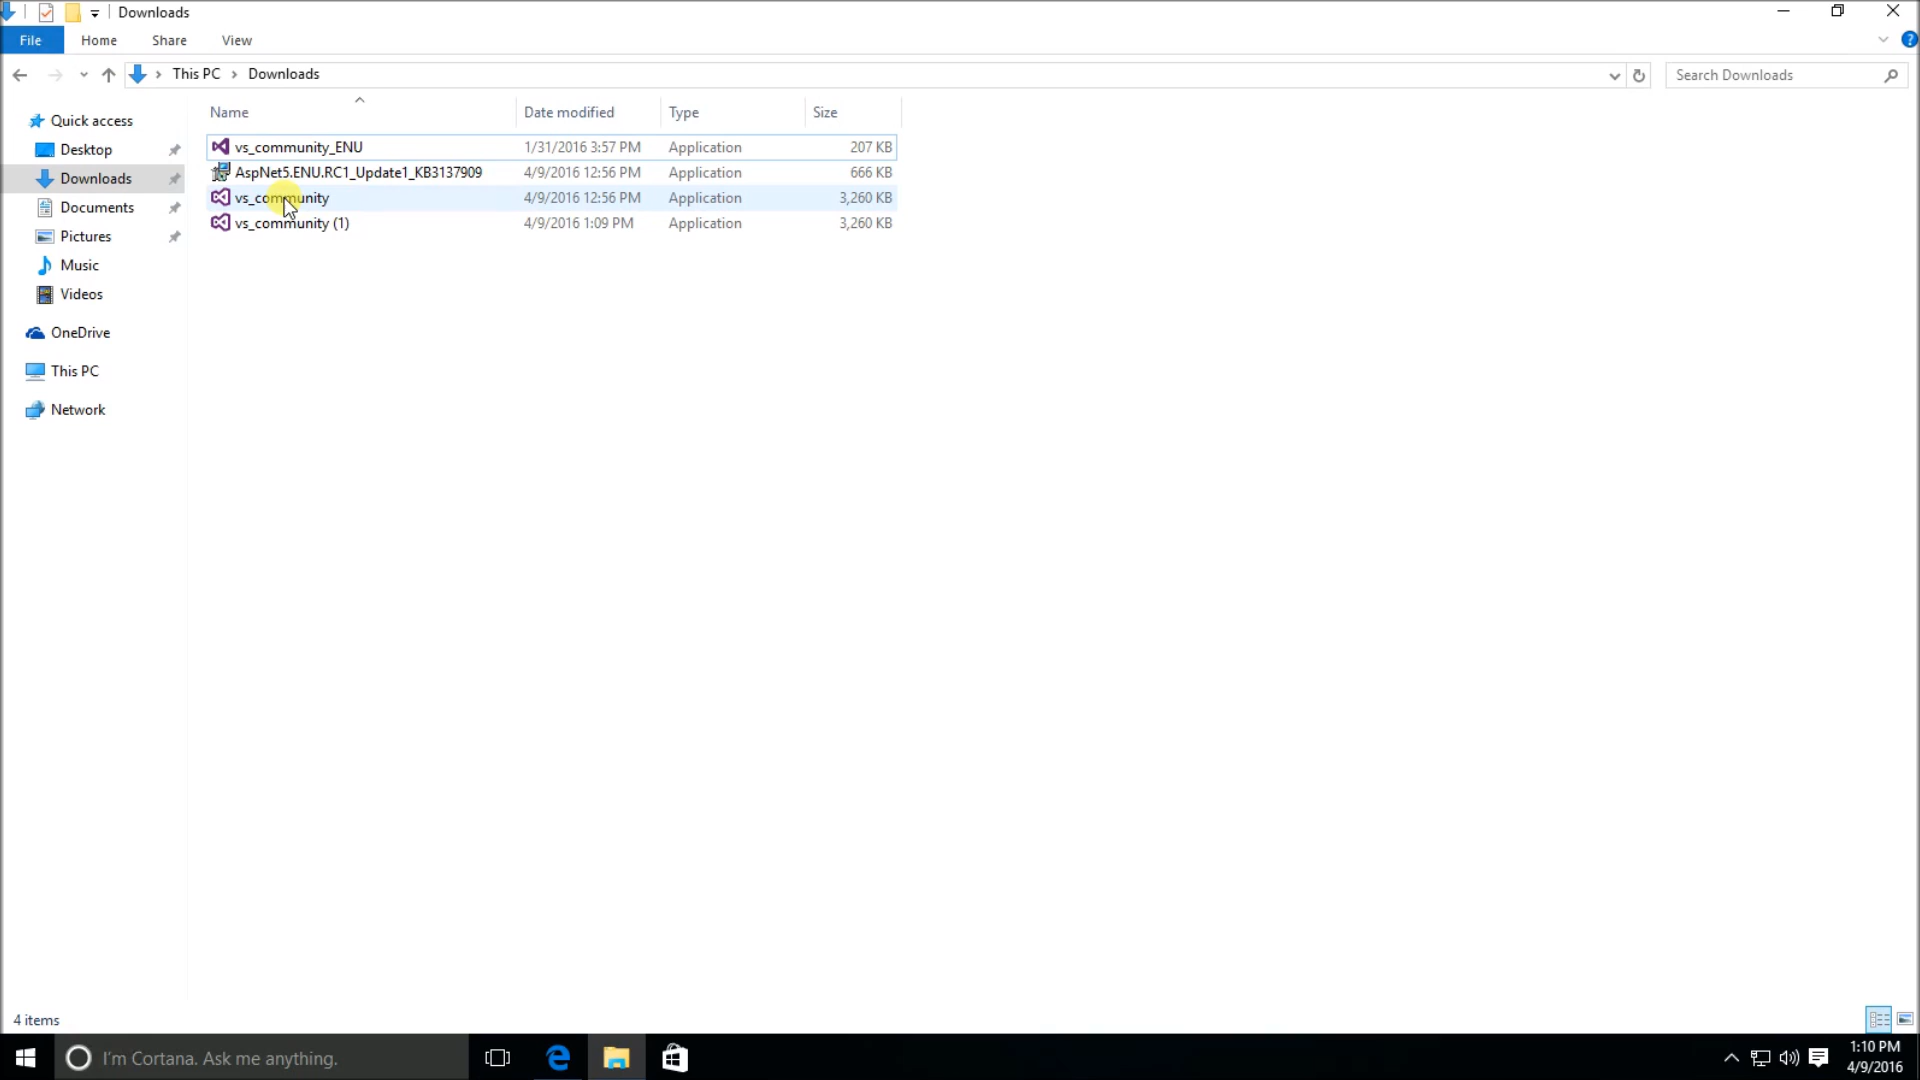 Downloads
File Home Share View
?
This PC > Downloads
Search Downloads
Name Date modified Type Size
Quick access
Desktop
Downloads
Documents
Pictures
Music
Videos
OneDrive
This PC
Network
vs_community_ENU 1/31/2016 3:57 PM Application 207 KB
AspNet5.ENU.RC1_Update1_KB3137909 4/9/2016 12:56 PM Application 666 KB
vs_community 4/9/2016 12:56 PM Application 3,260 KB
vs_community (1) 4/9/2016 1:09 PM Application 3,260 KB
4 items
I'm Cortana. Ask me anything.
1:10 PM
4/9/2016